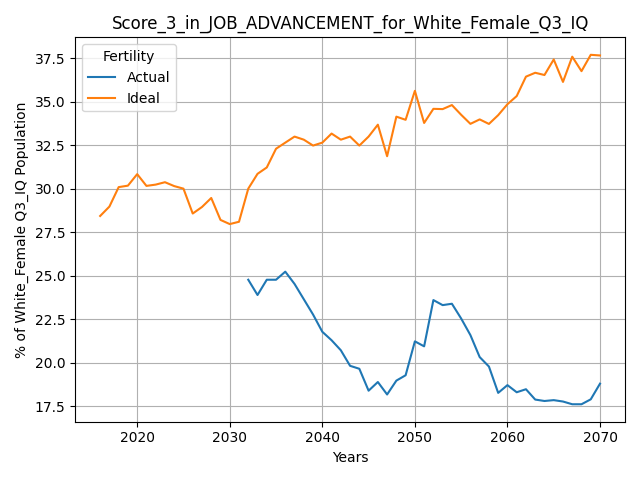 Score_3_in_JOB_ADVANCEMENT_for_White_Female_Q3_IQ
Fertility
Actual
Ideal
% of White_Female Q3_IQ Population
37.5
35.0
32.5
30.0
27.5
25.0
22.5
20.0
17.5
2020 2030 2040 2050 2060 2070
Years